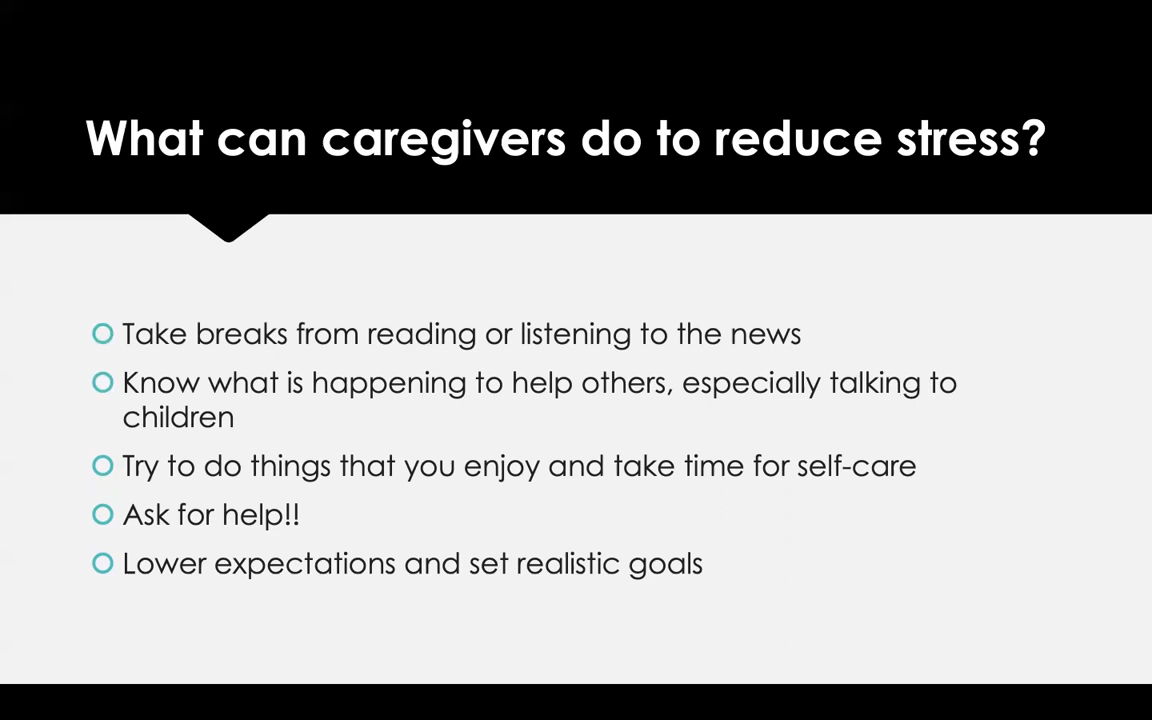 What can caregivers do to reduce stress?
Take breaks from reading or listening to the news
Know what is happening to help others, especially talking to
children
Try to do things that you enjoy and take time for self-care
Ask for help!!
Lower expectations and set realistic goals